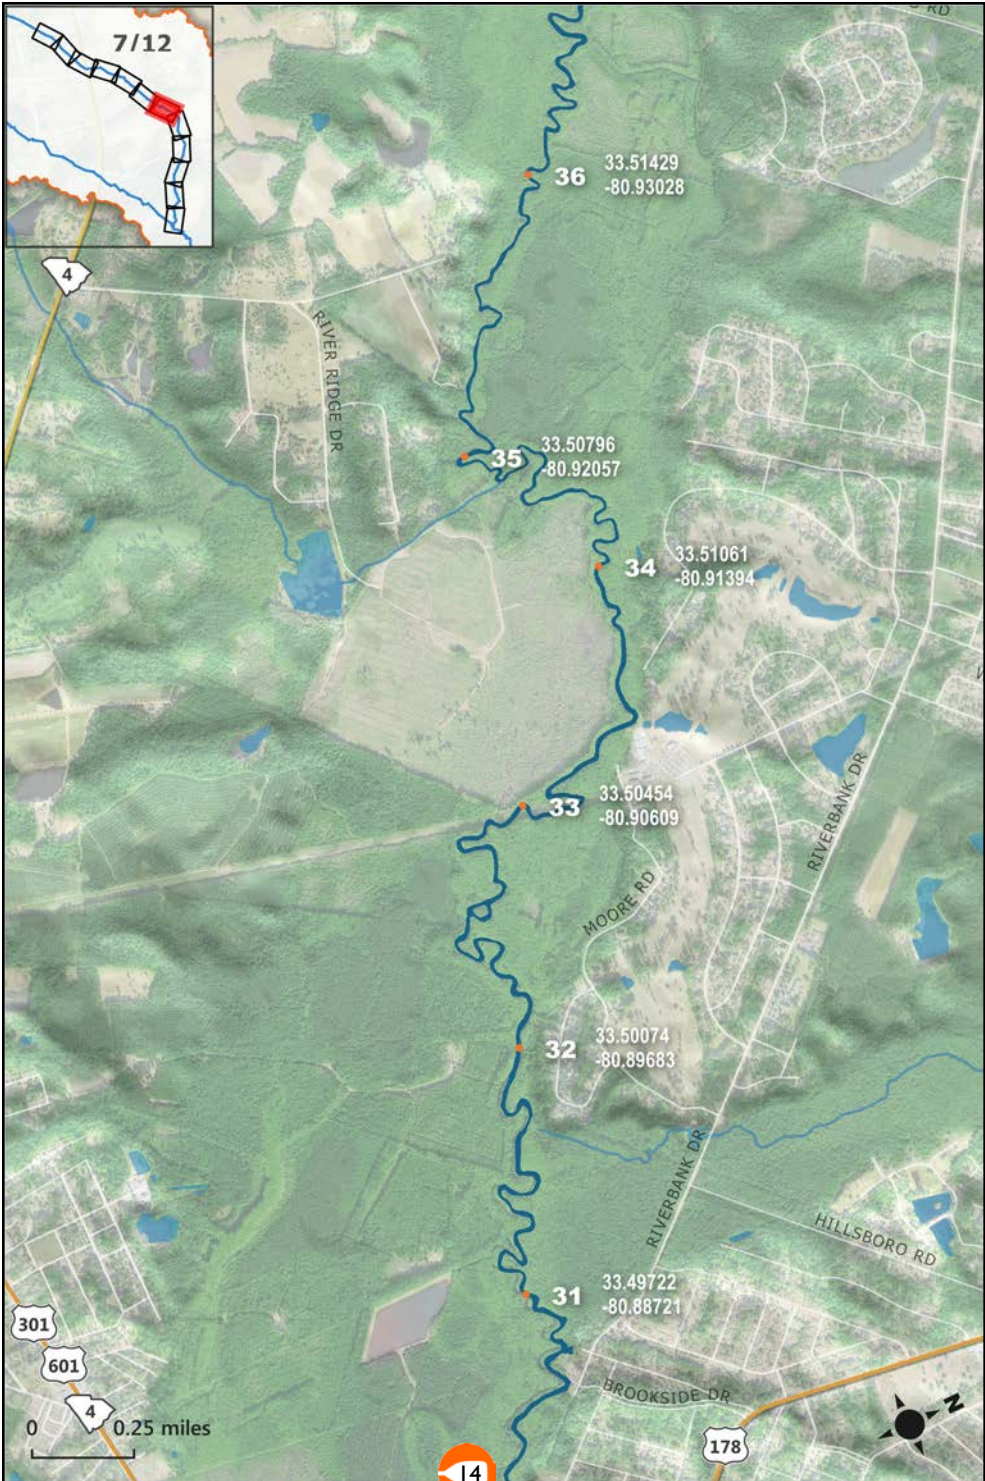 7/12
O RD
36
33.51429
-80.93028
4
RIVER RIDGE DR
35
33.50796
-80.92057
34
33.51061
-80.91394
33
33.50454
-80.90609
RIVERBANK DR
MOORE RD
32
33.50074
-80.89683
RIVERBANK DR
HILLSBORO RD
31
33.49722
-80.88721
301
601
4
BROOKSIDE DR
178
N
0 0.25 miles
14